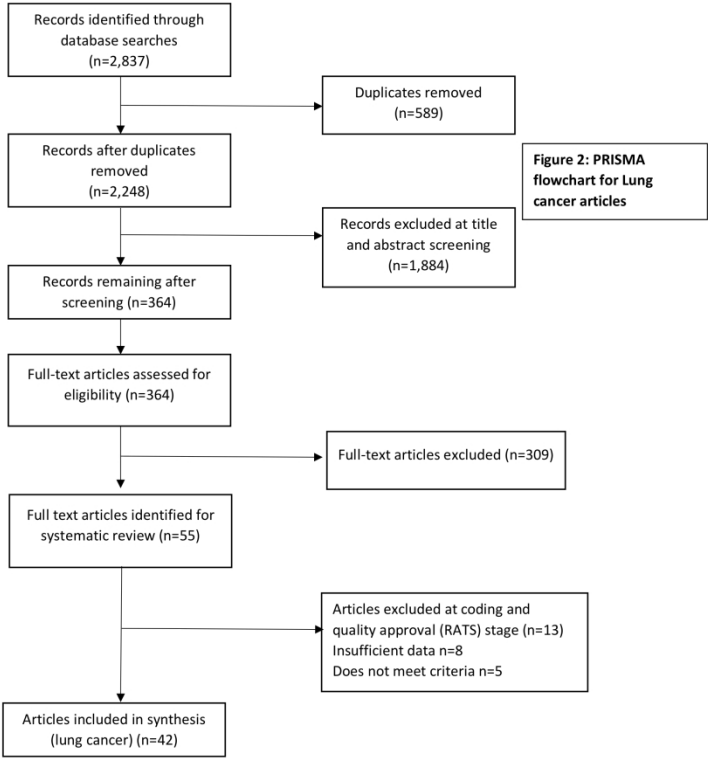 Records identified through
database searches
(n=2,837)
Duplicates removed
(n=589)
Records after duplicates
removed
(n=2,248)
Figure 2: PRISMA
flowchart for Lung
cancer articles
Records excluded at title
and abstract screening
(n=1,884)
Records remaining after
screening (n=364)
Full-text articles assessed for
eligibility (n=364)
Full-text articles excluded (n=309)
Full text articles identified for
systematic review (n=55)
Articles excluded at coding and
quality approval (RATS) stage (n=13)
Insufficient data n=8
Does not meet criteria n=5
Articles included in synthesis
(lung cancer) (n=42)